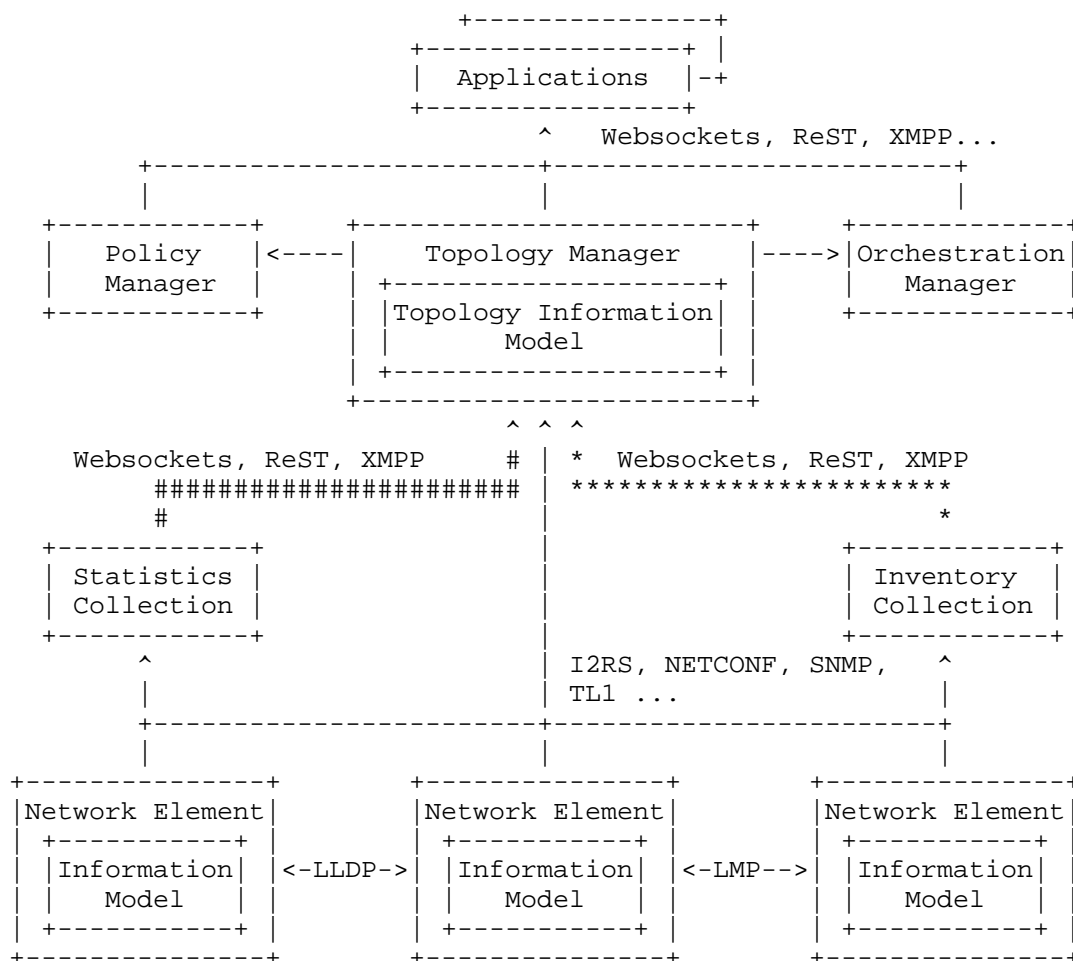 Applications
Websockets, ReST, XMPP...
Policy Topology Manager Orchestration
Manager Manager
Topology Information
Model
Websockets, ReST, XMPP Websockets, ReST, XMPP
Statistics Inventory
Collection Collection
I2RS, NETCONF, SNMP,
TL1 ...
Network Element Network Element Network Element
Information <-LLDP-> Information <-LMP--> Information
Model Model Model